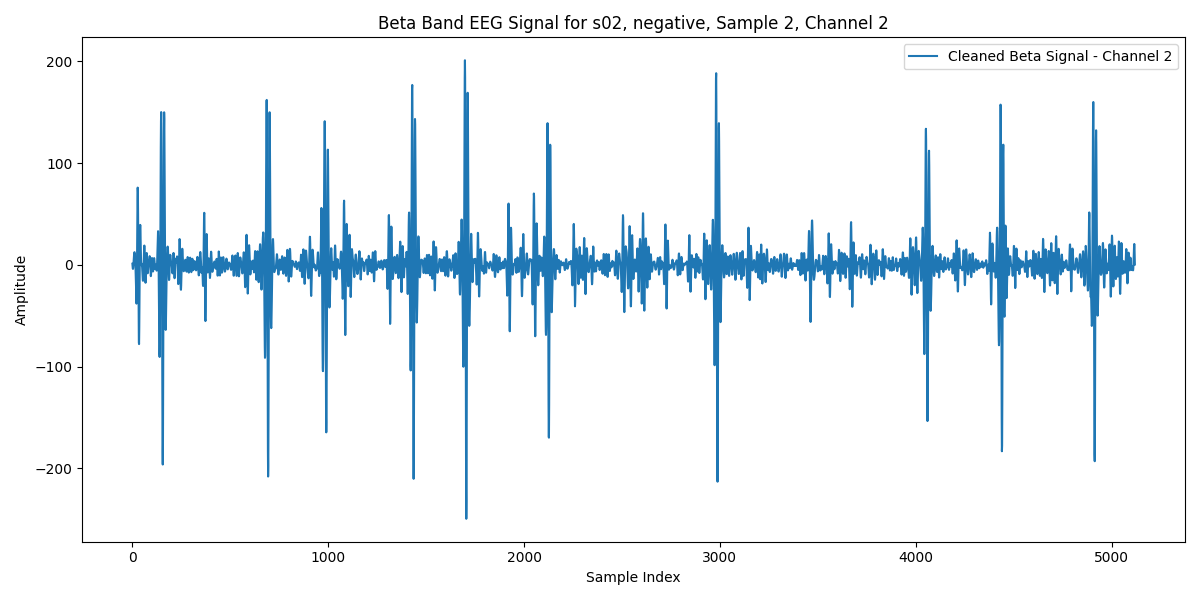 Beta Band EEG Signal for s02, negative, Sample 2, Channel 2
Cleaned Beta Signal - Channel 2
200
100
0
−100
−200
Amplitude
0 1000 2000 3000 4000 5000
Sample Index